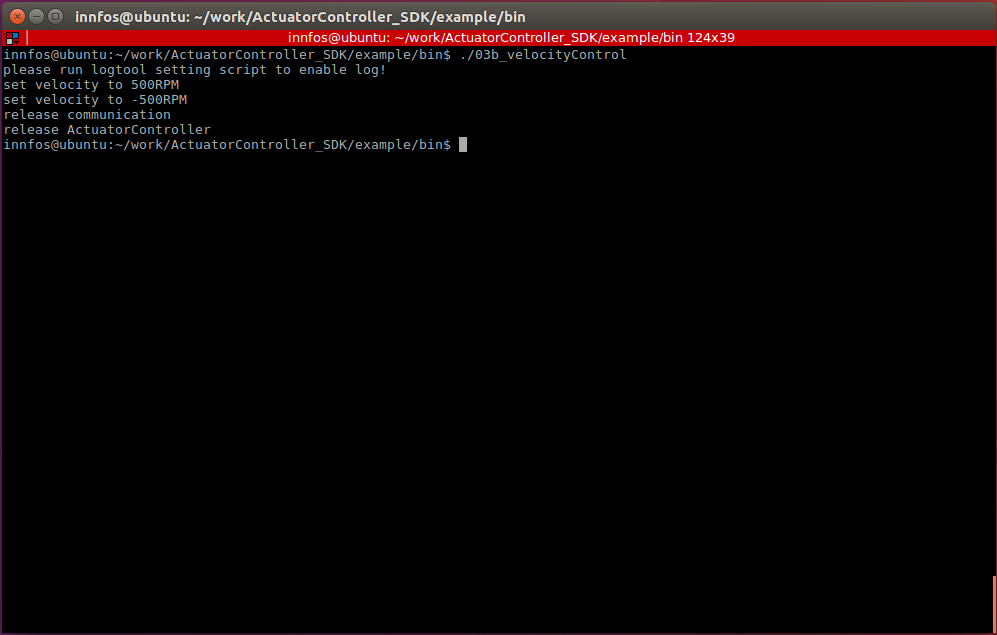 innfos@ubuntu: ~/work/ActuatorController_SDK/example/bin
innfos@ubuntu: ~/work/ActuatorController_SDK/example/bin 124x39
innfos@ubuntu:~/work/ActuatorController_SDK/example/bin$ ./03b_velocityControl
please run logtool setting script to enable log!
set velocity to 500RPM
set velocity to -500RPM
release communication
release ActuatorController
innfos@ubuntu:~/work/ActuatorController_SDK/example/bin$